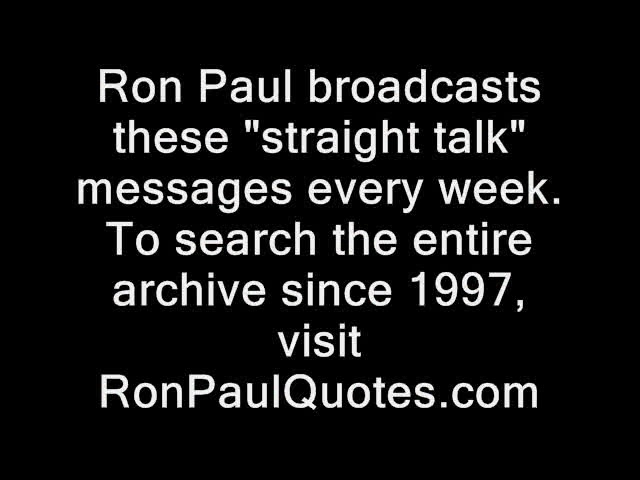 Ron Paul broadcasts
these "straight talk"
messages every week.
To search the entire
archive since 1997,
visit
RonPaulQuotes.com